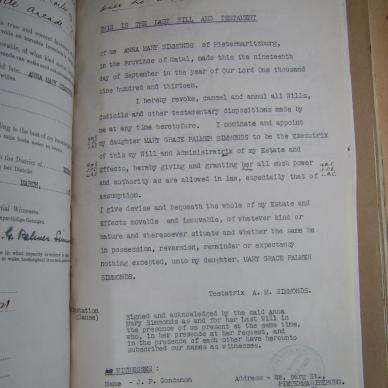 THIS IS THE LAST WILL AND TESTAMENT
of me ANNA MARY SIMMONDS of Pietermaritzburg,
in the Province of Natal, made this the nineteenth
day of September in the year of Our Lord One thousand
nine hundred and thirteen.
I hereby revoke, cancel and annul all Wills,
codicils and other testamentary dispositions made by
me at any time heretofore. I nominate and appoint
my daughter MARY GRACE PALMER SIMMONDS to be the Executrix
of this my Will and Administratrix of my Estate and
Effects, hereby giving and granting her all such power
and authority as are allowed in law, especially that of
assumption.
I give devise and bequeath the whole of my Estate and
Effects movable and immovable, of whatever kind or
nature and wheresoever situate and whether the same be
in possession, reversion, remainder or expectancy
nothing excepted, unto my daughter, MARY GRACE PALMER
SIMMONDS.
Testatrix A. M. SIMMONDS.
Signed and acknowledged by the said Anna
Mary Simmonds as and for her last Will in
the presence of us present at the same time,
who, in her presence at her request, and
in the presence of each other have hereunto
subscribed our names as Witnesses.
AS WITNESSES:
Name - J. P. Concanon Address - Berg St.,
PIETERMARITZBURG.
ANNA MARY
MARCH,